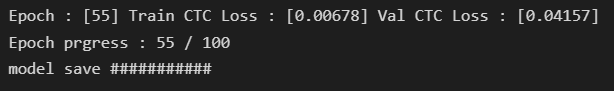 Epoch : [55] Train CTC Loss : [0.00678] Val CTC Loss : [0.04157]
Epoch prgress : 55 / 100
model save ###########